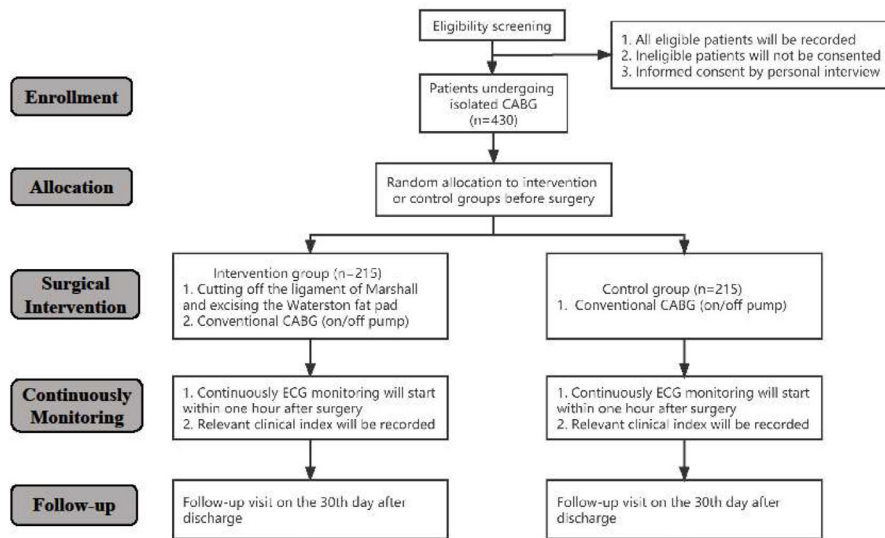 Eligibility screening
1. All eligible patients will be recorded
2. Ineligible patients will not be consented
3. Informed consent by personal interview
Enrollment
Patients undergoing
isolated CABG
(n=430)
Allocation
Random allocation to intervention
or control groups before surgery
Surgical
Intervention
Intervention group (n=215)
1. Cutting off the ligament of Marshall
and excising the Waterston fat pad
2. Conventional CABG (on/off pump)
Control group (n=215)
1. Conventional CABG (on/off pump)
Continuously
Monitoring
1. Continuously ECG monitoring will start
within one hour after surgery
2. Relevant clinical index will be recorded
1. Continuously ECG monitoring will start
within one hour after surgery
2. Relevant clinical index will be recorded
Follow-up
Follow-up visit on the 30th day after
discharge
Follow-up visit on the 30th day after
discharge